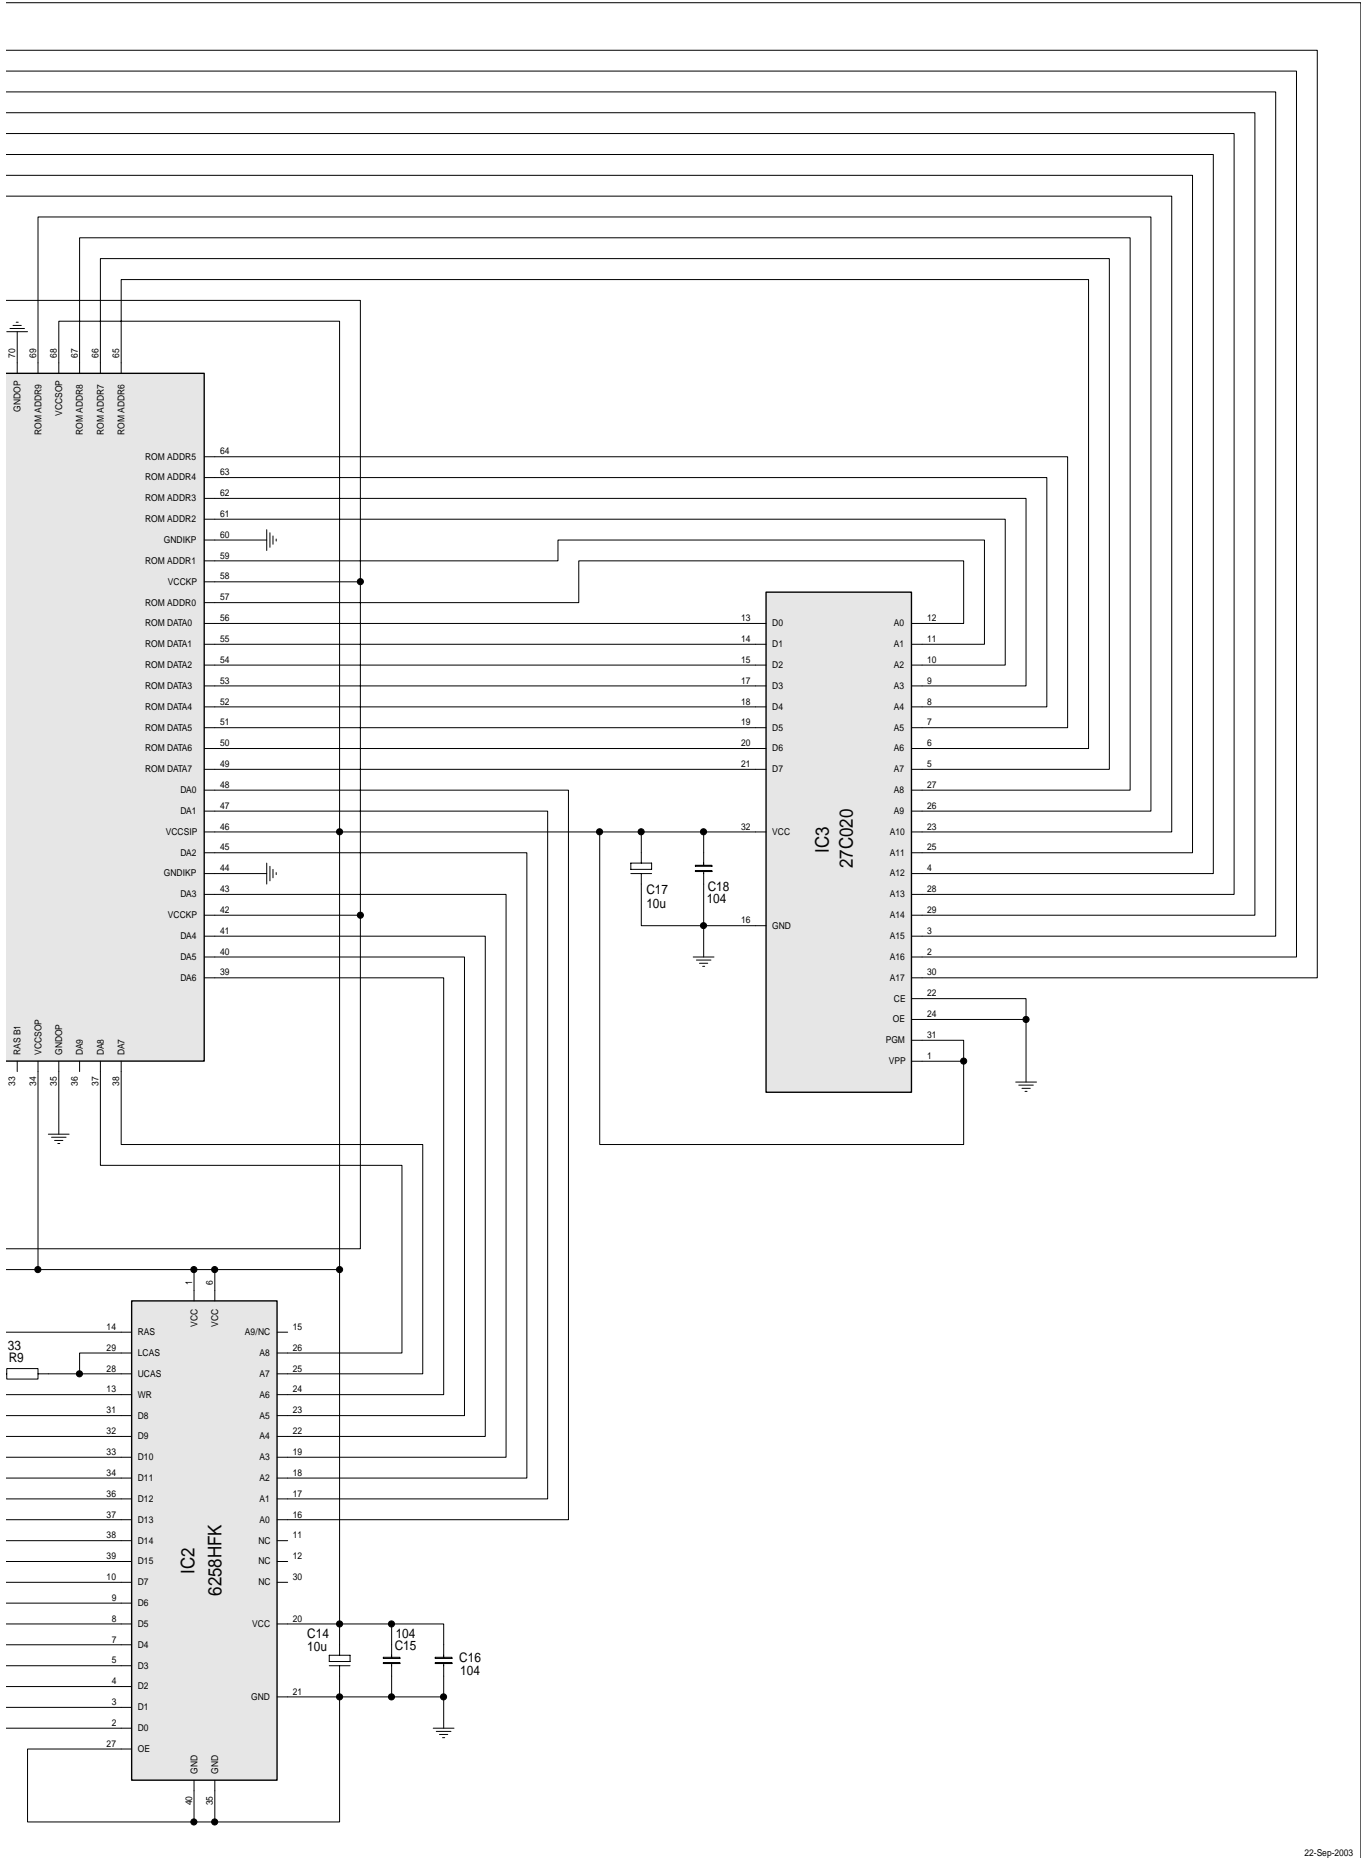 70
69
68
67
66
65
GNDOP
ROM ADDR9
VCCSOP
ROM ADDR8
ROM ADDR7
ROM ADDR6
ROM ADDR5 64
ROM ADDR4 63
ROM ADDR3 62
ROM ADDR2 61
GNDIKP 60
ROM ADDR1 59
VCCKP 58
ROM ADDR0 57
ROM DATA0 56
ROM DATA1 55
ROM DATA2 54
ROM DATA3 53
ROM DATA4 52
ROM DATA5 51
ROM DATA6 50
ROM DATA7 49
DA0 48
DA1 47
VCCSIP 46
DA2 45
GNDIKP 44
DA3 43
VCCKP 42
DA4 41
DA5 40
DA6 39
RAS B1
VCCSOP
GNDOP
DA9
DA8
DA7
33
34
35
36
37
38
13 D0
14 D1
15 D2
17 D3
18 D4
19 D5
20 D6
21 D7
32 VCC
16 GND
IC3
27C020
A0 12
A1 11
A2 10
A3 9
A4 8
A5 7
A6 6
A7 5
A8 27
A9 26
A10 23
A11 25
A12 4
A13 28
A14 29
A15 3
A16 2
A17 30
CE 22
OE 24
PGM 31
VPP 1
C17
10u
C18
104
1
6
VCC
VCC
33
R9
14 RAS
29 LCAS
28 UCAS
13 WR
31 D8
32 D9
33 D10
34 D11
36 D12
37 D13
38 D14
39 D15
10 D7
9 D6
8 D5
7 D4
5 D3
4 D2
3 D1
2 D0
27 OE
IC2
6258HFK
A9/NC 15
A8 26
A7 25
A6 24
A5 23
A4 22
A3 19
A2 18
A1 17
A0 16
NC 11
NC 12
NC 30
VCC 20
GND 21
GND
GND
40
35
C14
10u
104
C15
C16
104
22-Sep-2003